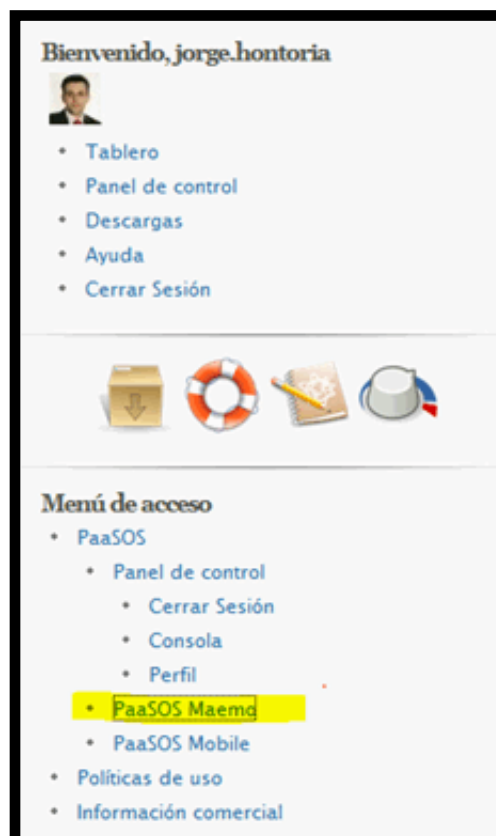 Bienvenido, jorge.hontoria
Tablero
Panel de control
Descargas
Ayuda
Cerrar Sesión
Menú de acceso
PaaSOS
Panel de control
Cerrar Sesión
Consola
Perfil
PaaSOS Maemo
PaaSOS Mobile
Políticas de uso
Información comercial